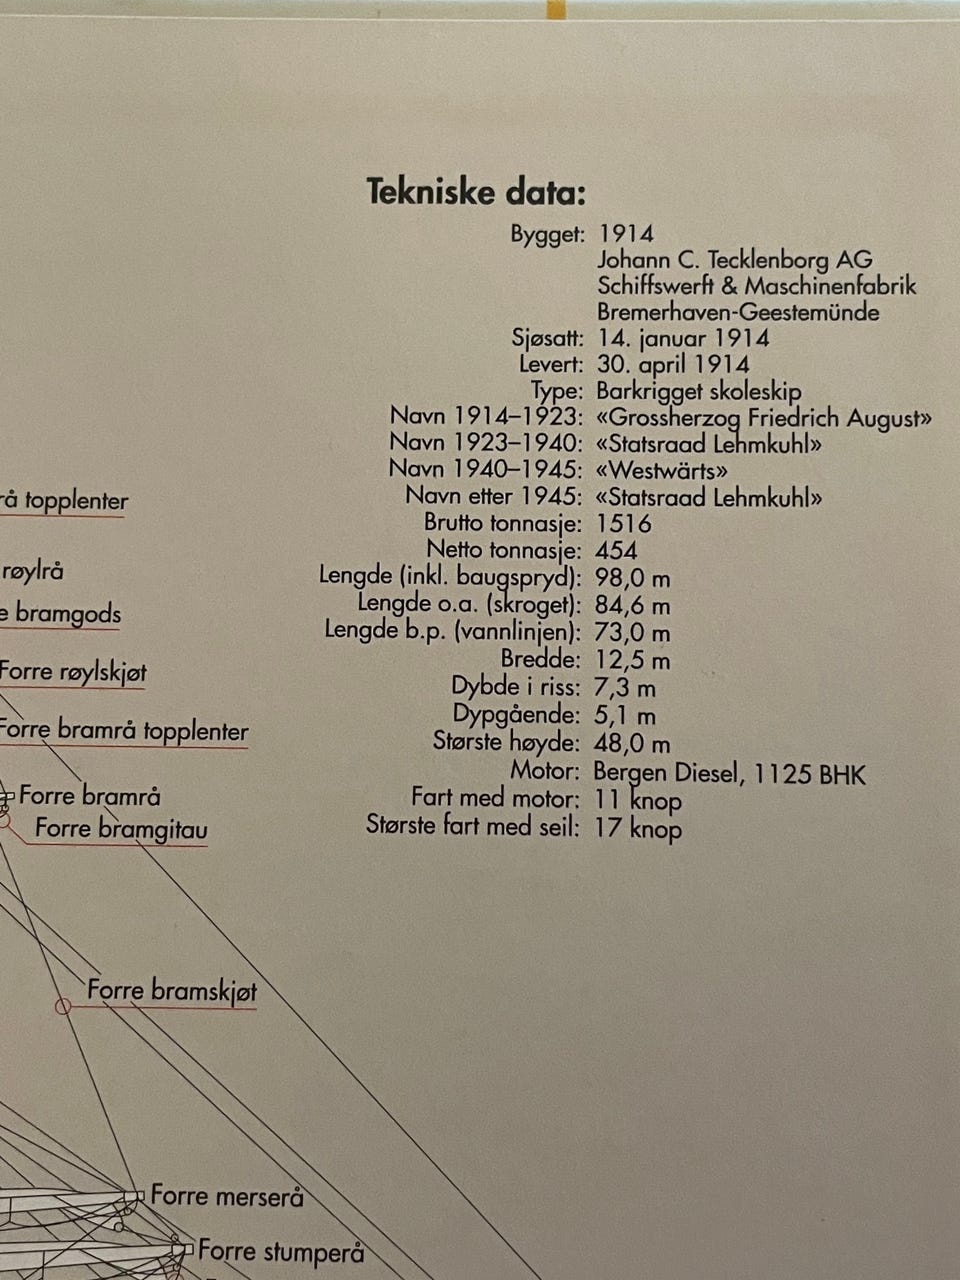 Tekniske data:
Bygget: 1914
Johann C. Tecklenborg AG
Schiffswerft & Maschinenfabrik
Bremerhaven-Geestemünde
Sjøsatt: 14. januar 1914
Levert: 30. april 1914
Type: Barkrigget skoleskip
Navn 1914–1923: «Grossherzog Friedrich August»
Navn 1923–1940: «Statsraad Lehmkuhl»
Navn 1940–1945: «Westwärts»
Navn etter 1945: «Statsraad Lehmkuhl»
Brutto tonnasje: 1516
Netto tonnasje: 454
Lengde (inkl. baugspryd): 98,0 m
Lengde o.a. (skroget): 84,6 m
Lengde b.p. (vannlinjen): 73,0 m
Bredde: 12,5 m
Dybde i riss: 7,3 m
Dypgående: 5,1 m
Største høyde: 48,0 m
Motor: Bergen Diesel, 1125 BHK
Fart med motor: 11 knop
Største fart med seil: 17 knop
rå topplenter
røylrå
e bramgods
Forre røylskjøt
Forre bramrå topplenter
Forre bramrå
Forre bramgitau
Forre bramskjøt
Forre merserå
Forre stumperå